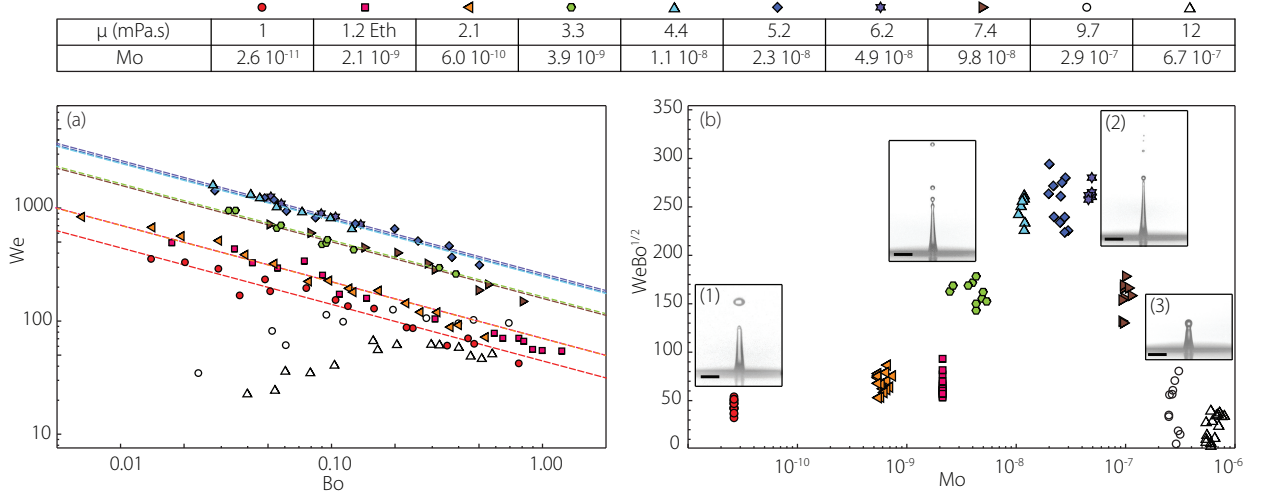 μ (mPa.s) 1 1.2 Eth 2.1 3.3 4.4 5.2 6.2 7.4 9.7 12
Mo 2.6 10⁻¹¹ 2.1 10⁻⁹ 6.0 10⁻¹⁰ 3.9 10⁻⁹ 1.1 10⁻⁸ 2.3 10⁻⁸ 4.9 10⁻⁸ 9.8 10⁻⁸ 2.9 10⁻⁷ 6.7 10⁻⁷
(a)
We
1000
100
10
0.01 0.10 1.00
Bo
(b)
WeBo¹ᐟ²
350
300
250
200
150
100
50
0
(1)
(2)
(3)
10⁻¹⁰ 10⁻⁹ 10⁻⁸ 10⁻⁷ 10⁻⁶
Mo